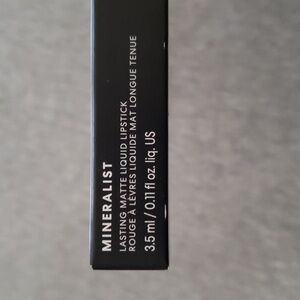 MINERALIST
LASTING MATTE LIQUID LIPSTICK
ROUGE À LÈVRES LIQUIDE MAT LONGUE TENUE
3.5 ml / 0.11 fl oz. liq. US